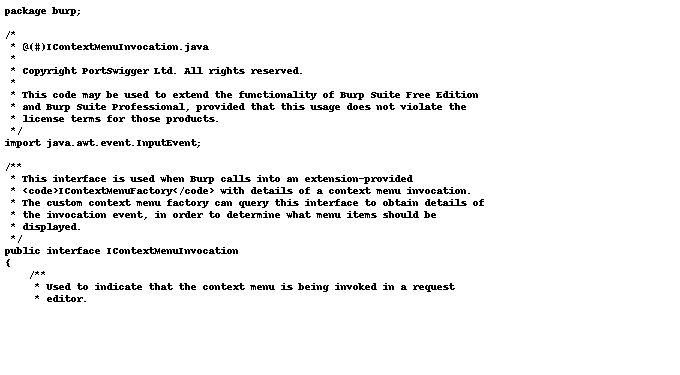 package burp;
/*
 * @(#)IContextMenuInvocation.java
 *
 * Copyright PortSwigger Ltd. All rights reserved.
 *
 * This code may be used to extend the functionality of Burp Suite Free Edition
 * and Burp Suite Professional, provided that this usage does not violate the
 * license terms for those products.
 */
import java.awt.event.InputEvent;
/**
 * This interface is used when Burp calls into an extension-provided
 * <code>IContextMenuFactory</code> with details of a context menu invocation.
 * The custom context menu factory can query this interface to obtain details of
 * the invocation event, in order to determine what menu items should be
 * displayed.
 */
public interface IContextMenuInvocation
{
    /**
     * Used to indicate that the context menu is being invoked in a request
     * editor.